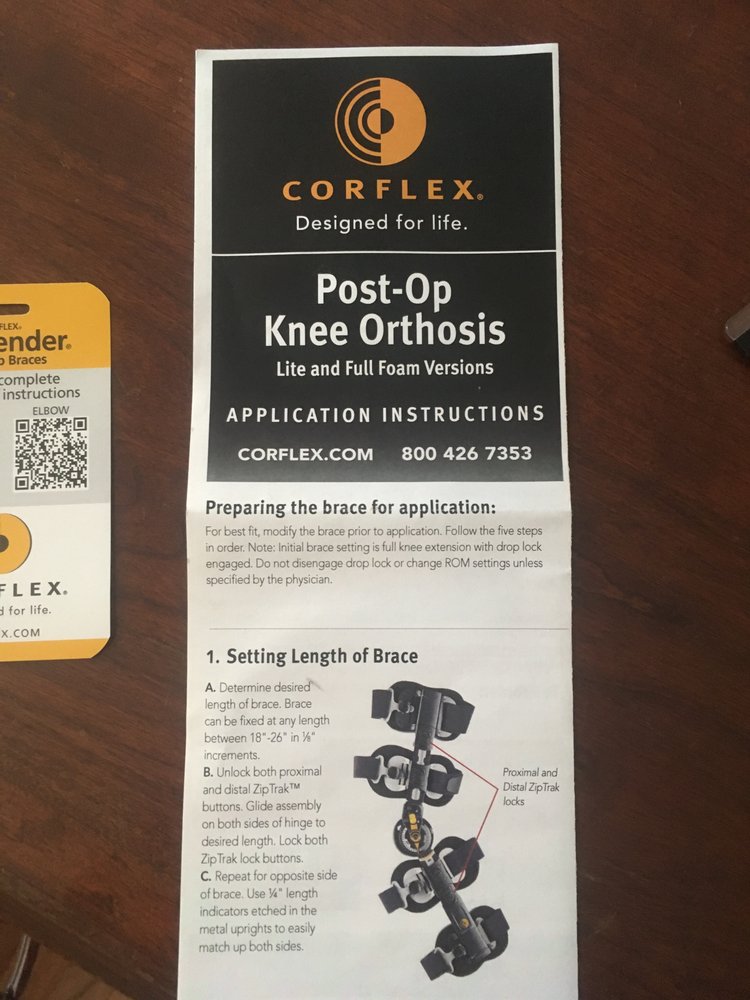 CORFLEX®
Designed for life.
Post-Op
Knee Orthosis
Lite and Full Foam Versions
APPLICATION INSTRUCTIONS
CORFLEX.COM 800 426 7353
Preparing the brace for application:
For best fit, modify the brace prior to application. Follow the five steps
in order. Note: Initial brace setting is full knee extension with drop lock
engaged. Do not disengage drop lock or change ROM settings unless
specified by the physician.
1. Setting Length of Brace
A. Determine desired
length of brace. Brace
can be fixed at any length
between 18"-26" in ⅛"
increments.
B. Unlock both proximal
and distal ZipTrak™
buttons. Glide assembly
on both sides of hinge to
desired length. Lock both
ZipTrak lock buttons.
C. Repeat for opposite side
of brace. Use ¼" length
indicators etched in the
metal uprights to easily
match up both sides.
Proximal and
Distal ZipTrak
locks
FLEX®
ender®
Braces
complete
instructions
ELBOW
FLEX®
for life.
X.COM